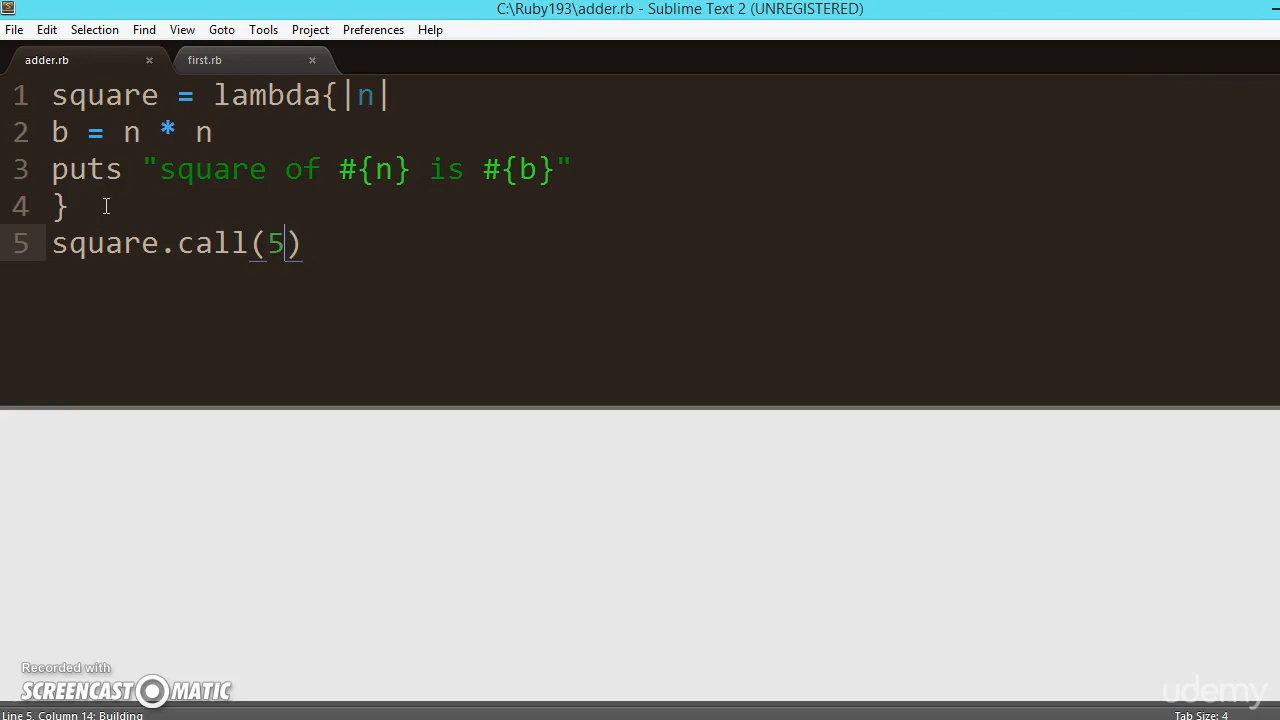 C:\Ruby193\adder.rb - Sublime Text 2 (UNREGISTERED)
File Edit Selection Find View Goto Tools Project Preferences Help
adder.rb × first.rb ×
1 square = lambda{|n|
2 b = n * n
3 puts "square of #{n} is #{b}"
4 }
5 square.call(5)
Recorded with
SCREENCAST MATIC
udemy
Line 5, Column 14; Building Tab Size: 4